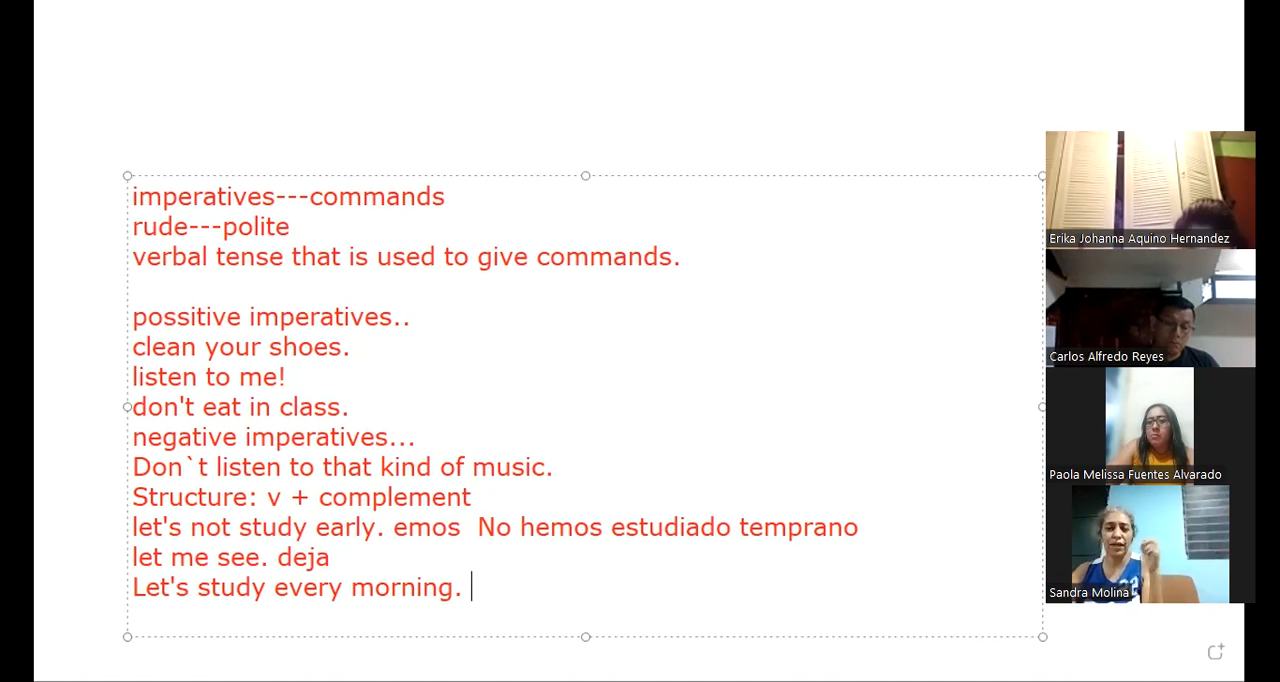 imperatives---commands
rude---polite
verbal tense that is used to give commands.
possitive imperatives..
clean your shoes.
listen to me!
don't eat in class.
negative imperatives...
Don`t listen to that kind of music.
Structure: v + complement
let's not study early. emos  No hemos estudiado temprano
let me see. deja
Let's study every morning.
Erika Johanna Aquino Hernandez
Carlos Alfredo Reyes
Paola Melissa Fuentes Alvarado
Sandra Molina